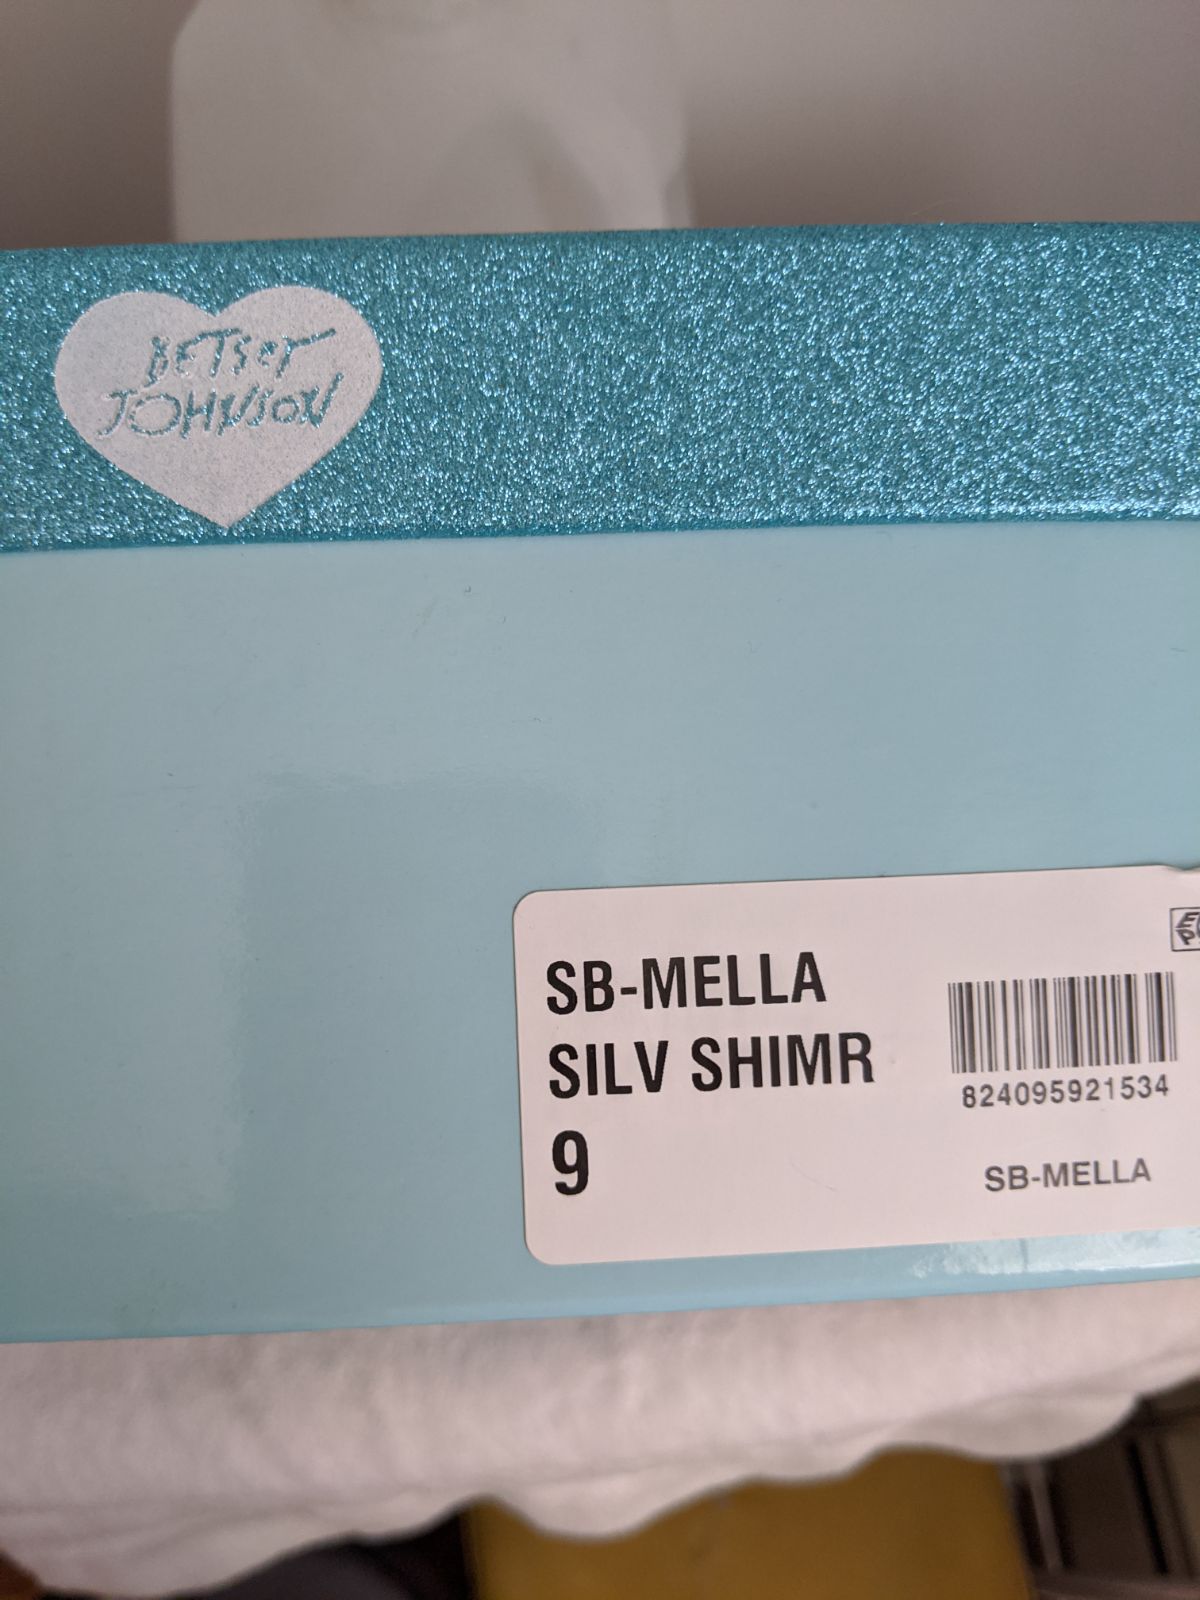 BETSEY
JOHNSON
SB-MELLA
SILV SHIMR
9
824095921534
SB-MELLA